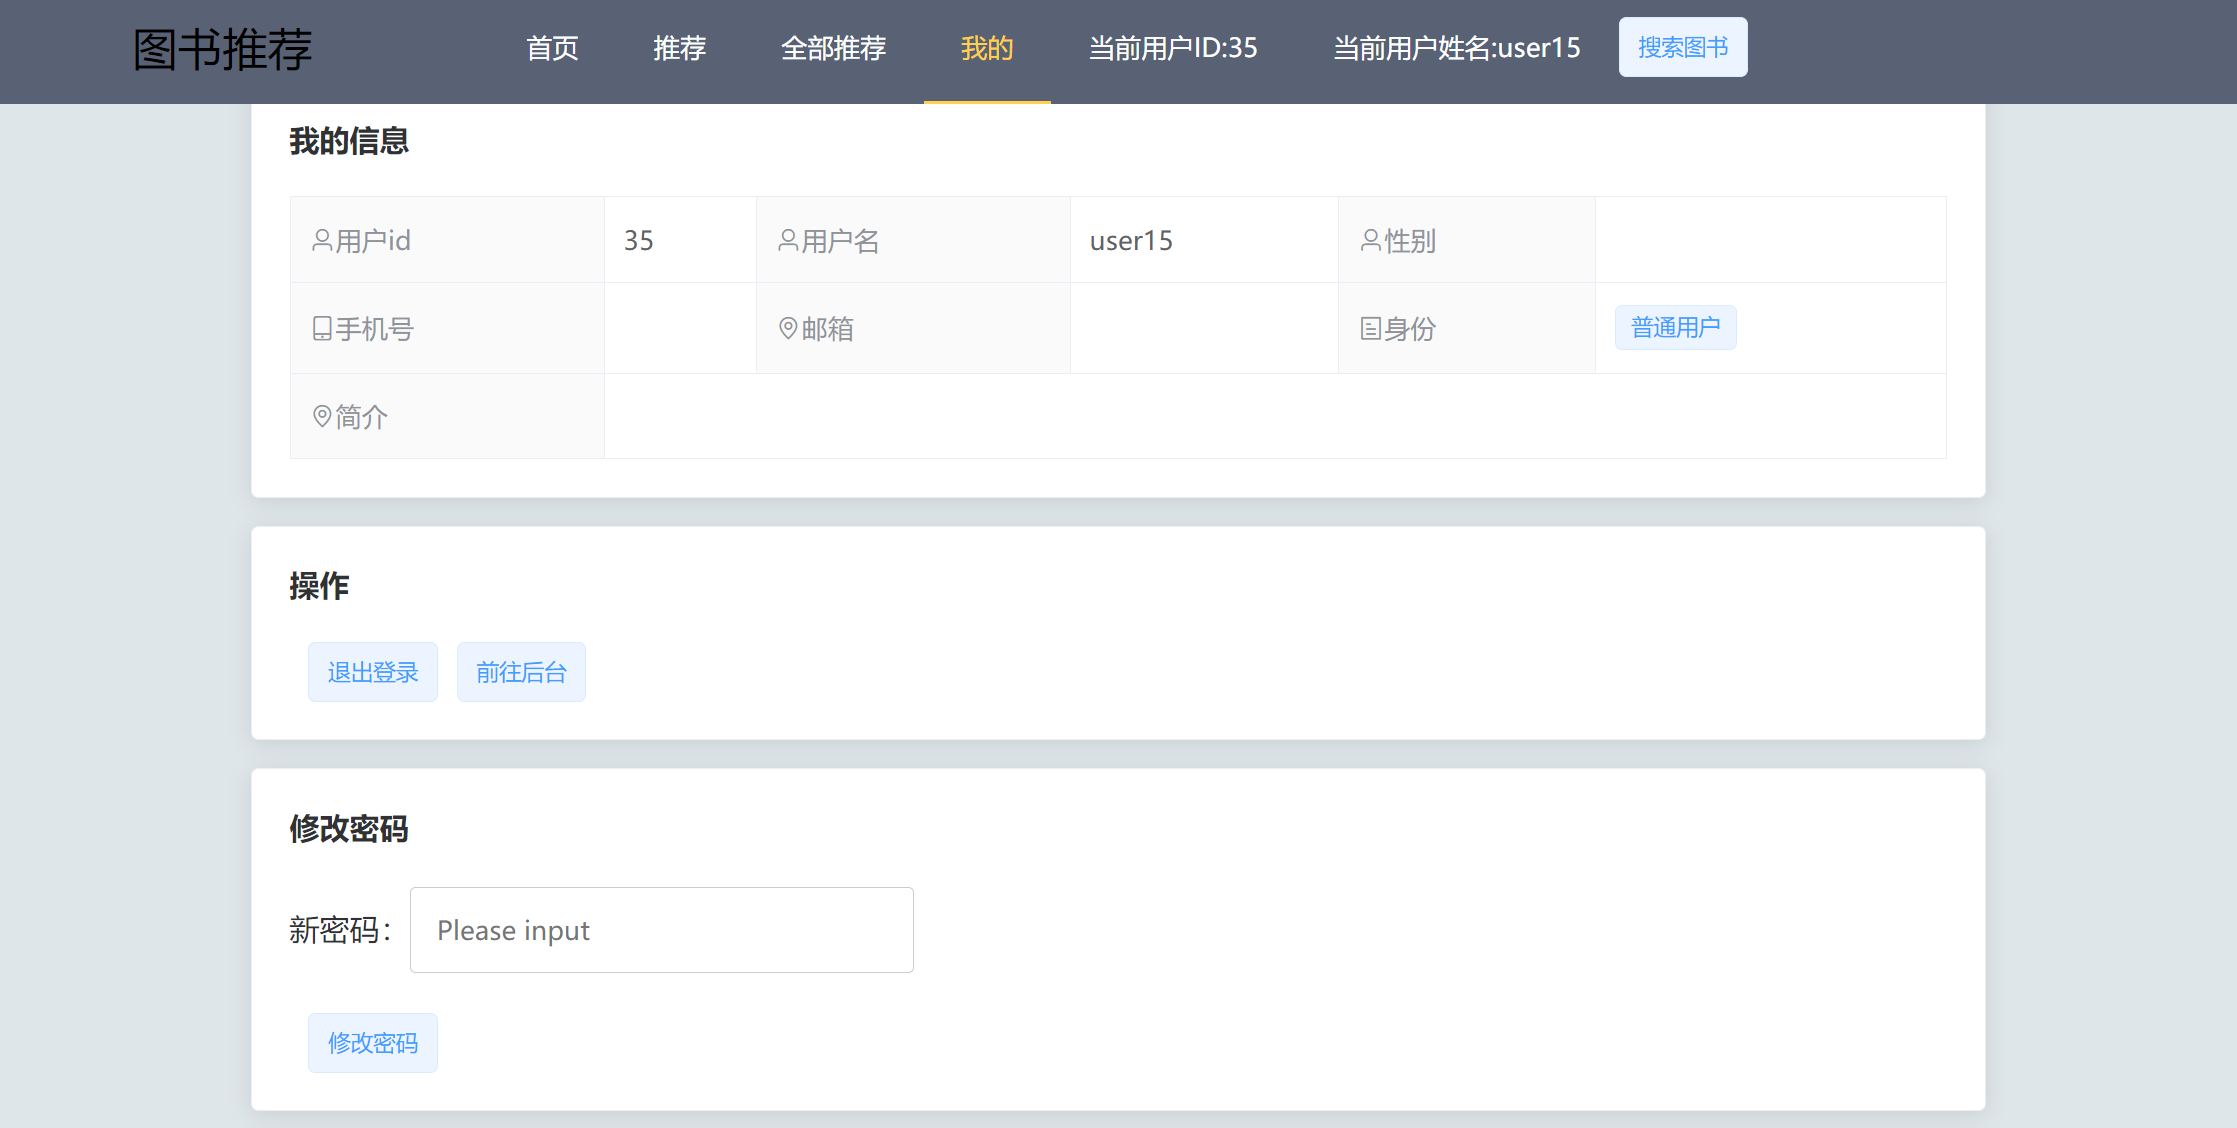 图书推荐 首页 推荐 全部推荐 我的 当前用户ID:35 当前用户姓名:user15 搜索图书
我的信息
用户id 35 用户名 user15 性别
手机号 邮箱 身份 普通用户
简介
操作
退出登录 前往后台
修改密码
新密码： Please input
修改密码